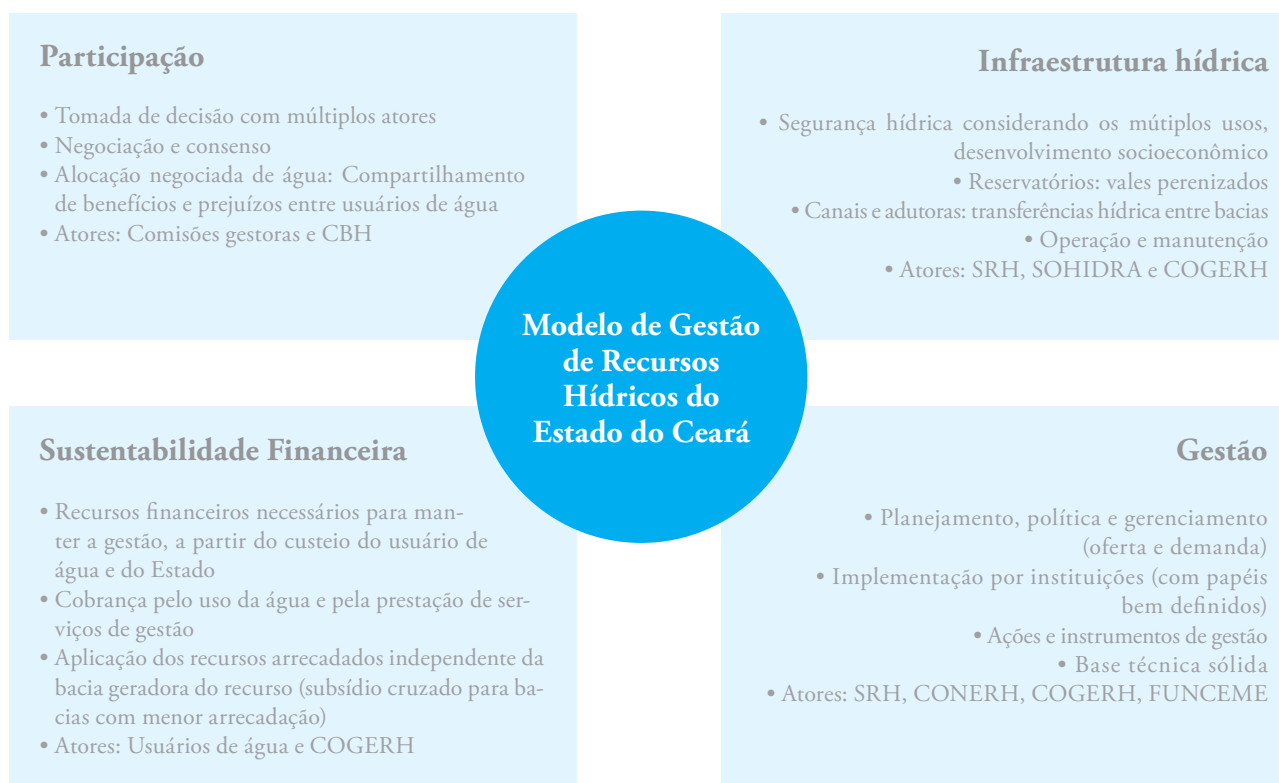 Participação
• Tomada de decisão com múltiplos atores
• Negociação e consenso
• Alocação negociada de água: Compartilhamento
de benefícios e prejuízos entre usuários de água
• Atores: Comisões gestoras e CBH
Infraestrutura hídrica
• Segurança hídrica considerando os mútiplos usos,
desenvolvimento socioeconômico
• Reservatórios: vales perenizados
• Canais e adutoras: transferências hídrica entre bacias
• Operação e manutenção
• Atores: SRH, SOHIDRA e COGERH
Modelo de Gestão
de Recursos
Hídricos do
Estado do Ceará
Sustentabilidade Financeira
• Recursos financeiros necessários para man-
ter a gestão, a partir do custeio do usuário de
água e do Estado
• Cobrança pelo uso da água e pela prestação de ser-
viços de gestão
• Aplicação dos recursos arrecadados independente da
bacia geradora do recurso (subsídio cruzado para ba-
cias com menor arrecadação)
• Atores: Usuários de água e COGERH
Gestão
• Planejamento, política e gerenciamento
(oferta e demanda)
• Implementação por instituições (com papéis
bem definidos)
• Ações e instrumentos de gestão
• Base técnica sólida
• Atores: SRH, CONERH, COGERH, FUNCEME